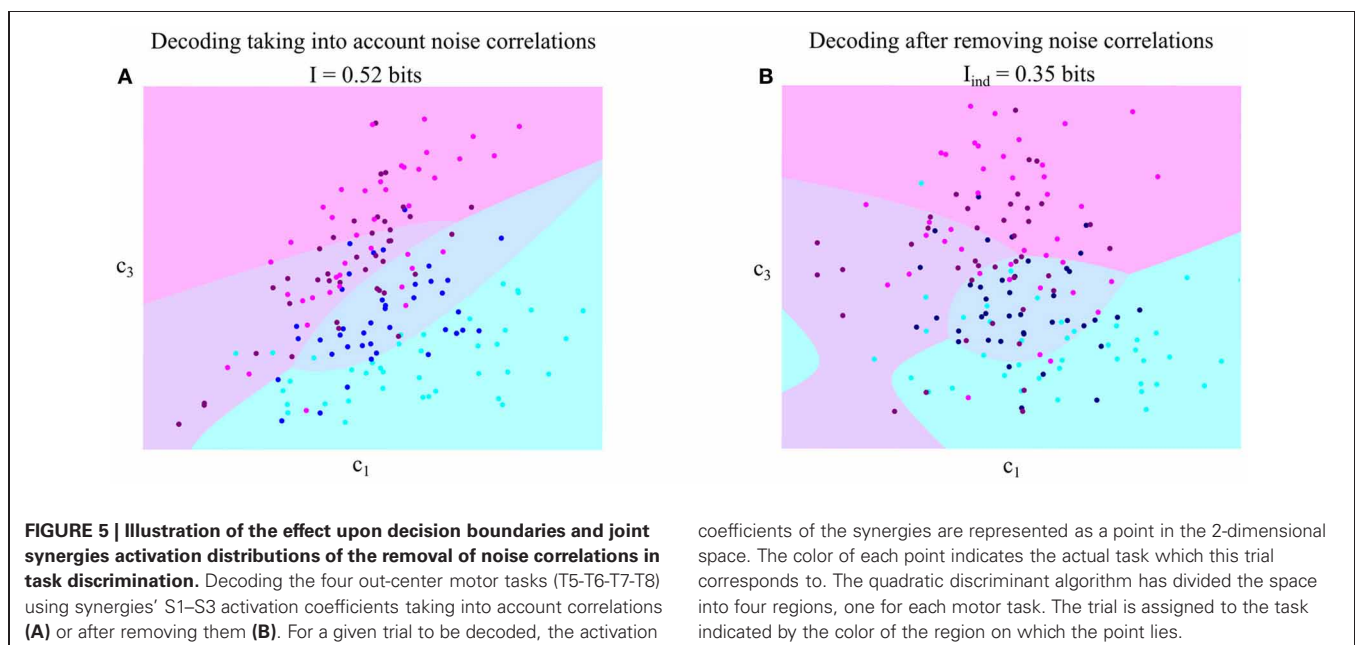 Decoding taking into account noise correlations
A
I = 0.52 bits
c3
c1
Decoding after removing noise correlations
B
Iind = 0.35 bits
c3
c1
FIGURE 5 | Illustration of the effect upon decision boundaries and joint
synergies activation distributions of the removal of noise correlations in
task discrimination. Decoding the four out-center motor tasks (T5-T6-T7-T8)
using synergies’ S1–S3 activation coefficients taking into account correlations
(A) or after removing them (B). For a given trial to be decoded, the activation
coefficients of the synergies are represented as a point in the 2-dimensional
space. The color of each point indicates the actual task which this trial
corresponds to. The quadratic discriminant algorithm has divided the space
into four regions, one for each motor task. The trial is assigned to the task
indicated by the color of the region on which the point lies.